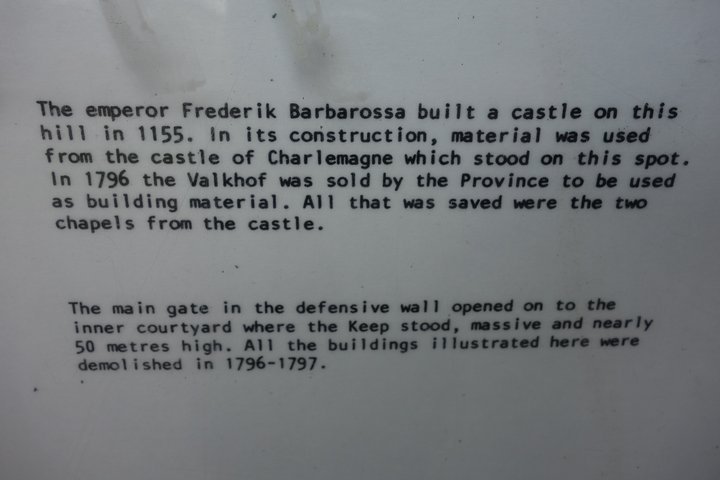 The emperor Frederik Barbarossa built a castle on this
hill in 1155. In its construction, material was used
from the castle of Charlemagne which stood on this spot.
In 1796 the Valkhof was sold by the Province to be used
as building material. All that was saved were the two
chapels from the castle.
The main gate in the defensive wall opened on to the
inner courtyard where the Keep stood, massive and nearly
50 metres high. All the buildings illustrated here were
demolished in 1796-1797.